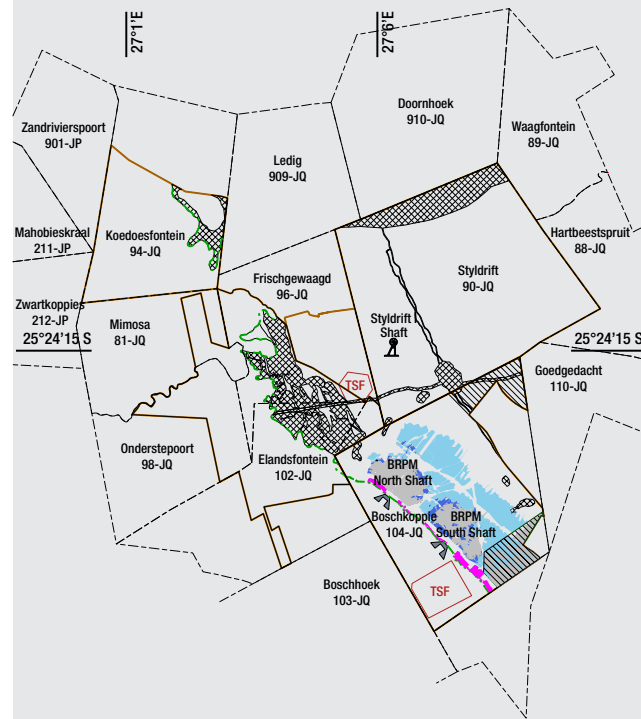 27°1'E
27°6'E
Doornhoek
910-JQ
Zandrivierspoort
901-JP
Waagfontein
89-JQ
Ledig
909-JQ
Mahobieskraal
211-JP
Koedoesfontein
94-JQ
Hartbeestspruit
88-JQ
Frischgewaagd
96-JQ
Styldrift
90-JQ
Zwartkoppies
212-JP
Mimosa
81-JQ
Styldrift
Shaft
25°24'15 S
25°24'15 S
Goedgedacht
110-JQ
TSF
Onderstepoort
98-JQ
Elandsfontein
102-JQ
BRPM
North Shaft
Boschkoppie
104-JQ
BRPM
South Shaft
Boschhoek
103-JQ
TSF